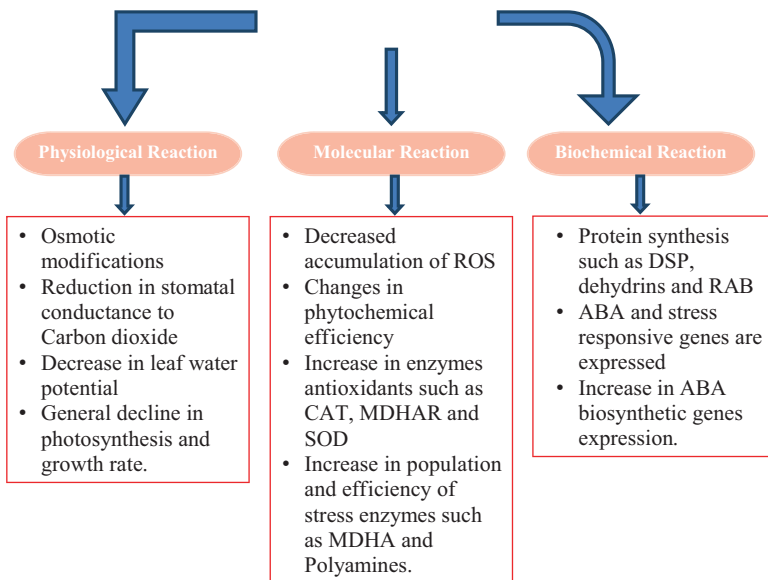 Physiological Reaction
• Osmotic
modifications
• Reduction in stomatal
conductance to
Carbon dioxide
• Decrease in leaf water
potential
• General decline in
photosynthesis and
growth rate.
Molecular Reaction
• Decreased
accumulation of ROS
• Changes in
phytochemical
efficiency
• Increase in enzymes
antioxidants such as
CAT, MDHAR and
SOD
• Increase in population
and efficiency of
stress enzymes such
as MDHA and
Polyamines.
Biochemical Reaction
• Protein synthesis
such as DSP,
dehydrins and RAB
• ABA and stress
responsive genes are
expressed
• Increase in ABA
biosynthetic genes
expression.